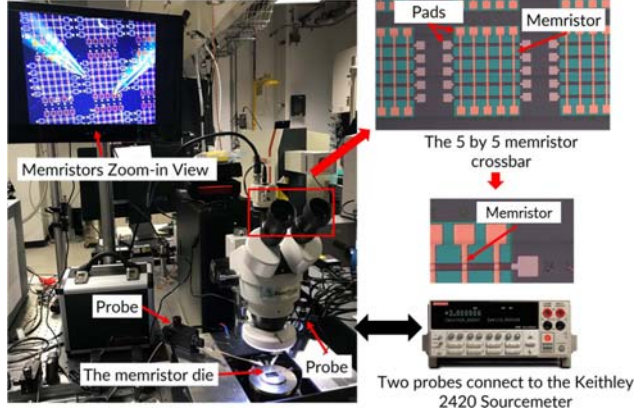 Pads
Memristor
Memristors Zoom-in View
The 5 by 5 memristor
crossbar
Memristor
Probe
Probe
The memristor die
Two probes connect to the Keithley
2420 Sourcemeter